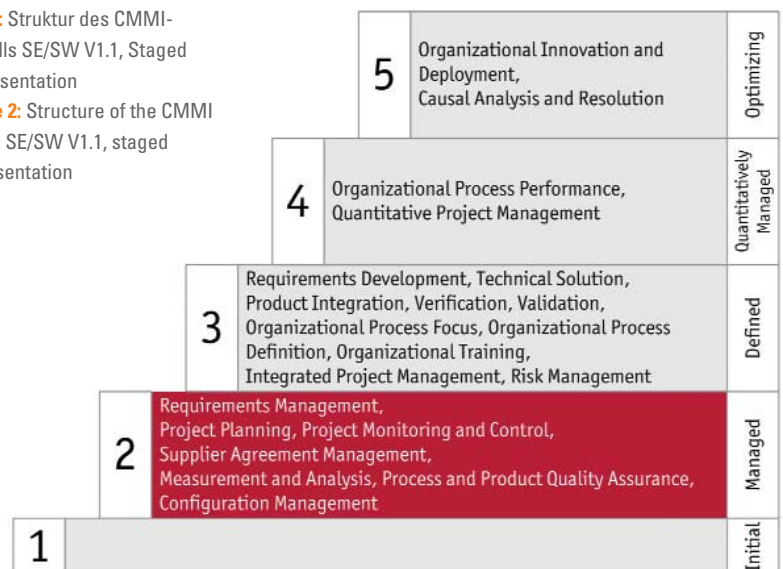 : Struktur des CMMI-
lls SE/SW V1.1, Staged
sentation
e 2: Structure of the CMMI
SE/SW V1.1, staged
sentation
5
Organizational Innovation and
Deployment,
Causal Analysis and Resolution
Optimizing
4
Organizational Process Performance,
Quantitative Project Management
Quantitatively
Managed
3
Requirements Development, Technical Solution,
Product Integration, Verification, Validation,
Organizational Process Focus, Organizational Process
Definition, Organizational Training,
Integrated Project Management, Risk Management
Defined
2
Requirements Management,
Project Planning, Project Monitoring and Control,
Supplier Agreement Management,
Measurement and Analysis, Process and Product Quality Assurance,
Configuration Management
Managed
1
Initial